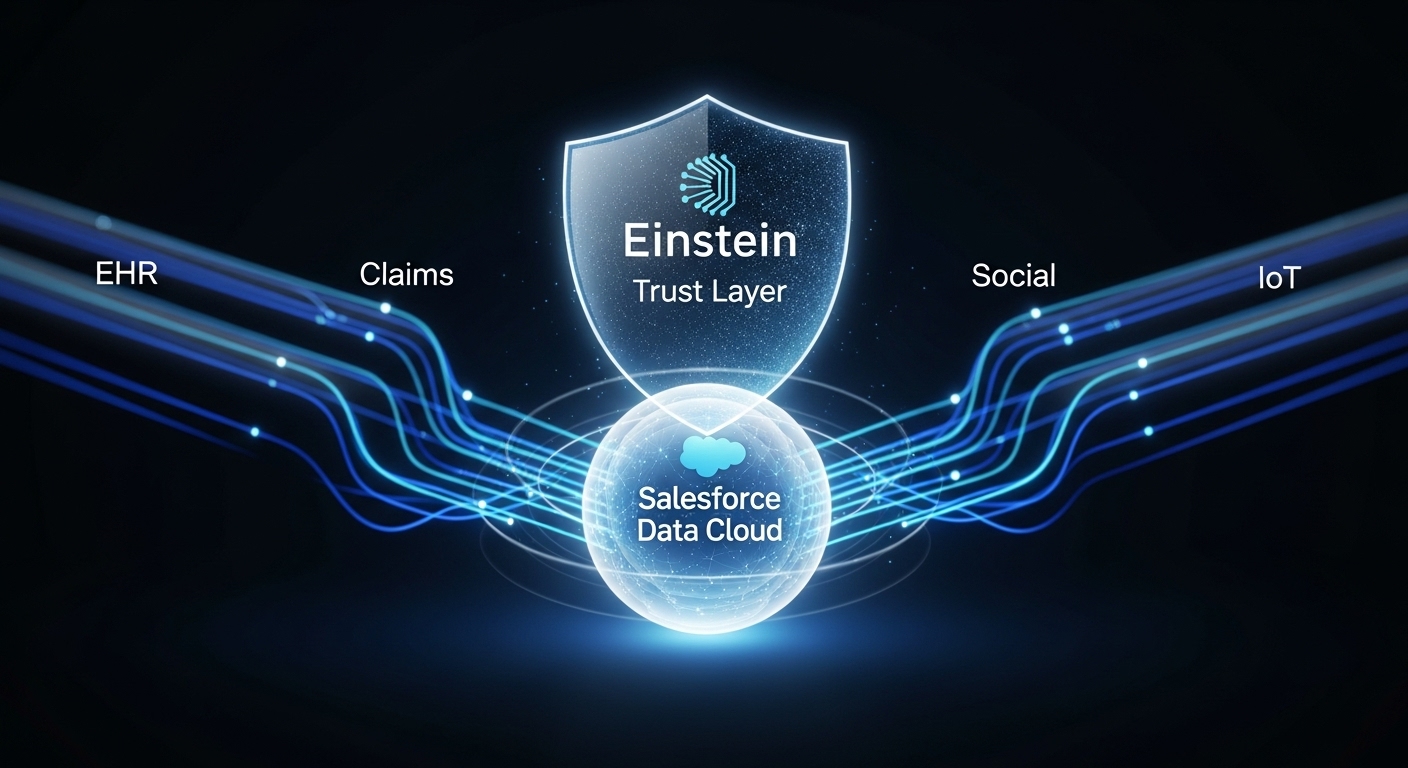 Einstein
Trust Layer
EHR
Claims
Social
IoT
Salesforce
Data Cloud